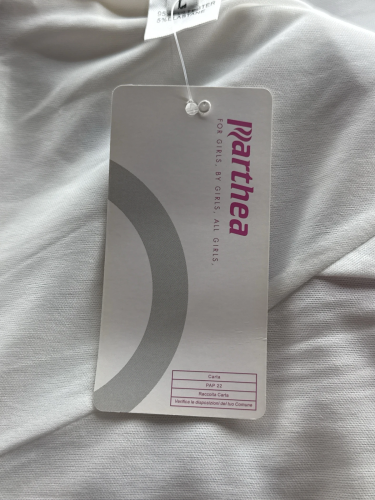 L
Marthea
FOR GIRLS, BY GIRLS, ALL GIRLS.
Carta
PAP 22
Raccolta Carta
Verifica le disposizioni del tuo Comune